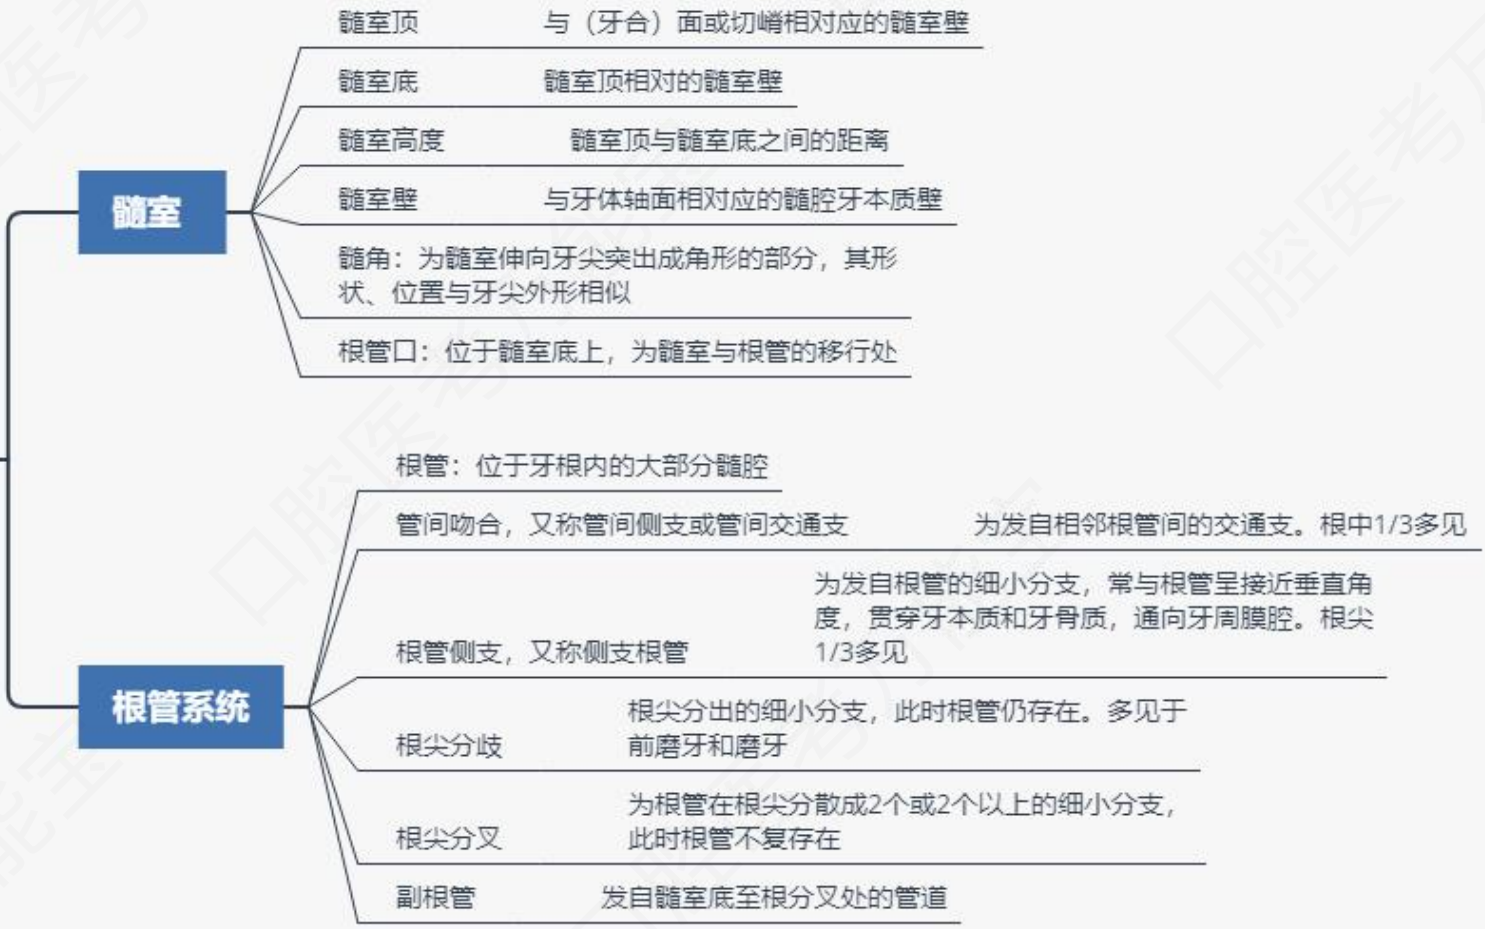 髓室顶 与（牙合）面或切嵴相对应的髓室壁
髓室底 髓室顶相对的髓室壁
髓室高度 髓室顶与髓室底之间的距离
髓室壁 与牙体轴面相对应的髓腔牙本质壁
髓室
髓角：为髓室伸向牙尖突出成角形的部分，其形
状、位置与牙尖外形相似
根管口：位于髓室底上，为髓室与根管的移行处
根管：位于牙根内的大部分髓腔
管间吻合，又称管间侧支或管间交通支 为发自相邻根管间的交通支。根中1/3多见
为发自根管的细小分支，常与根管呈接近垂直角
度，贯穿牙本质和牙骨质，通向牙周膜腔。根尖
根管侧支，又称侧支根管 1/3多见
根管系统
根尖分出的细小分支，此时根管仍存在。多见于
根尖分歧 前磨牙和磨牙
为根管在根尖分散成2个或2个以上的细小分支，
根尖分叉 此时根管不复存在
副根管 发自髓室底至根分叉处的管道